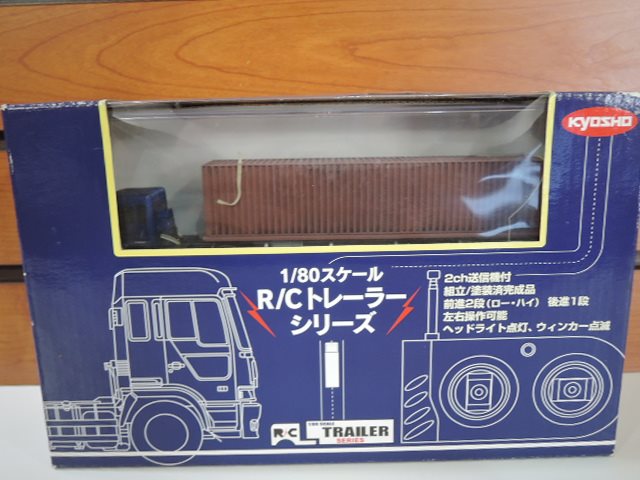 KYOSHO
1/80スケール
R/Cトレーラー
シリーズ
2ch送信機付
組立/塗装済完成品
前進2段(ロー・ハイ) 後進1段
左右操作可能
ヘッドライト点灯、ウィンカー点滅
R/C
1/80 SCALE
TRAILER
SERIES